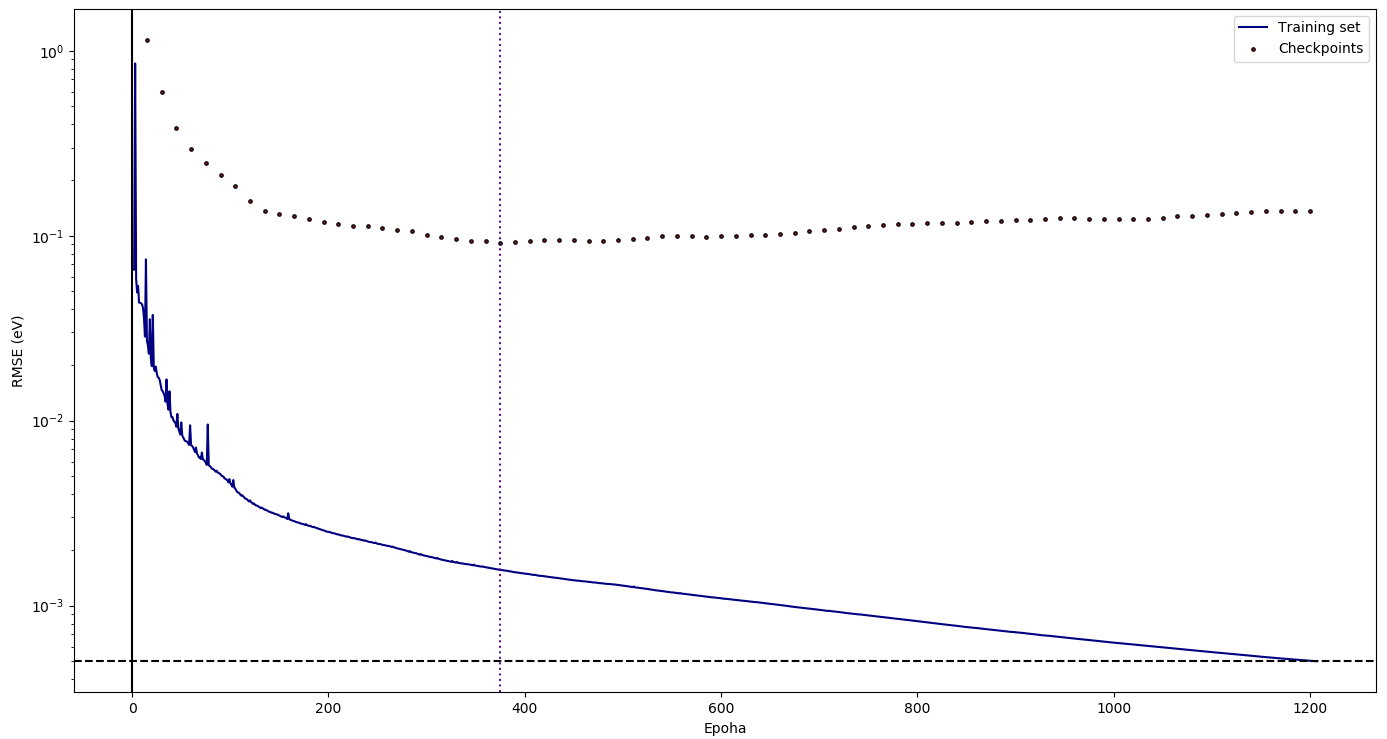 Training set
Checkpoints
10⁰
10⁻¹
10⁻²
10⁻³
RMSE (eV)
0 200 400 600 800 1000 1200
Epoha